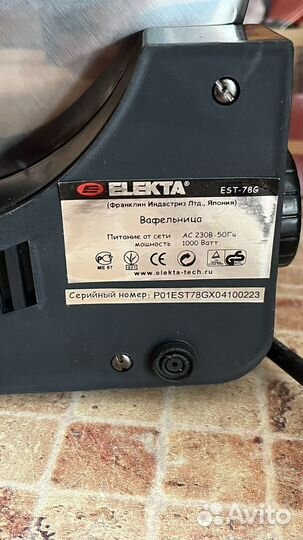 ELEKTA® EST-78G
(Франклин Индастриз Лтд., Япония)
Вафельница
Питание от сети AC 230В-50Гц
мощность 1000 Ватт
ME 67
www.elekta-tech.ru
Серийный номер: P01EST78GX04100223
Avito